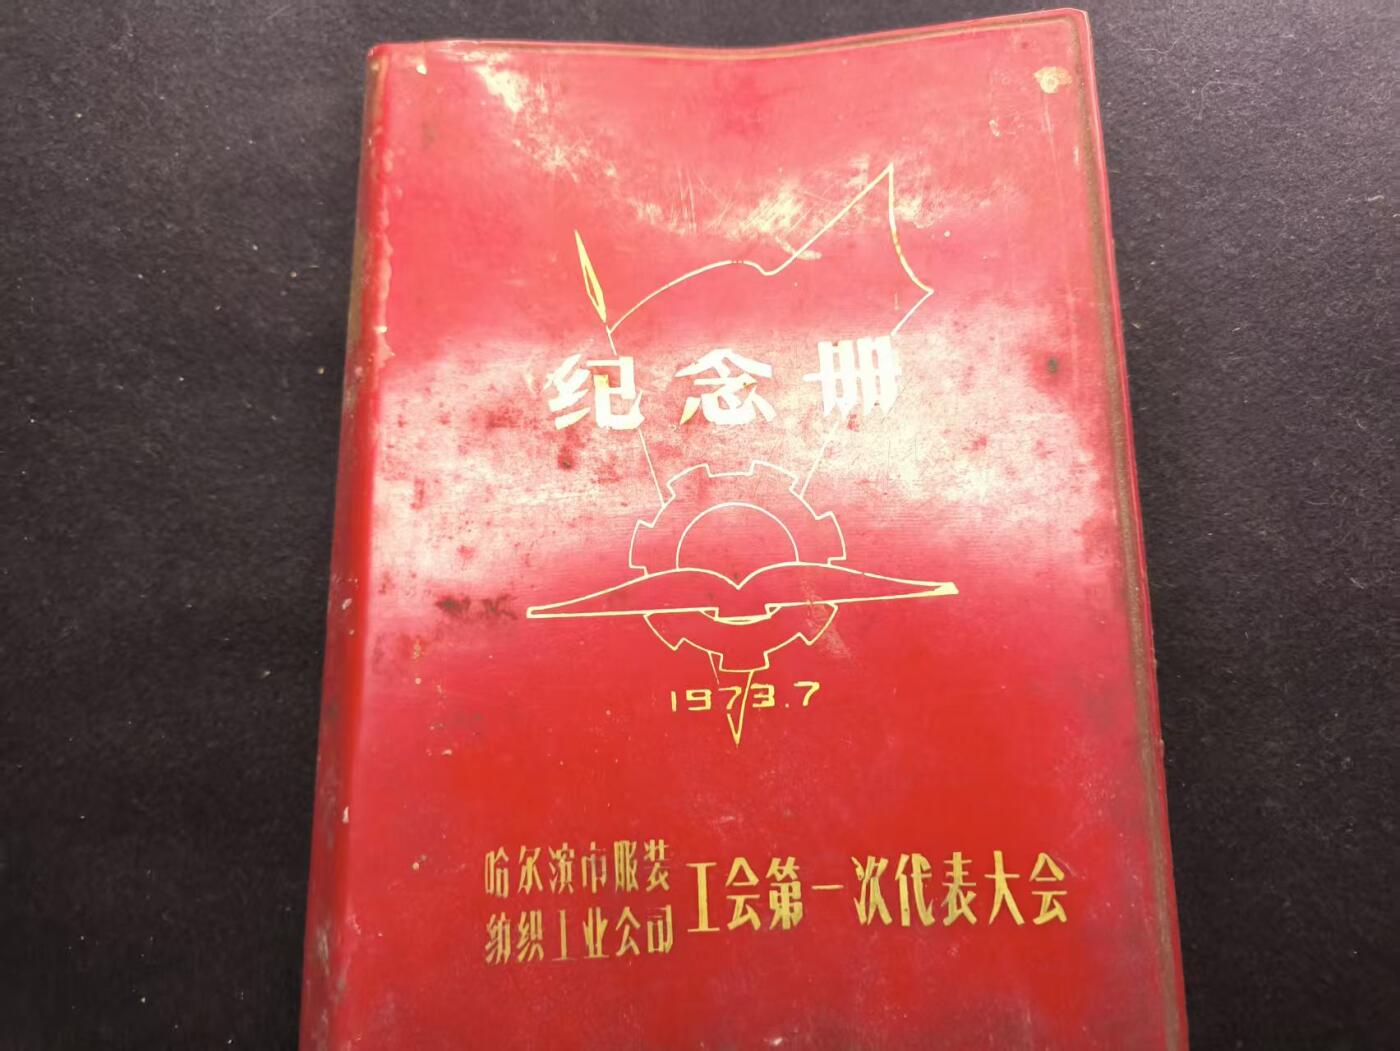 纪念册
1973.7
哈尔滨市服装
纺织工业公司
工会第一次代表大会